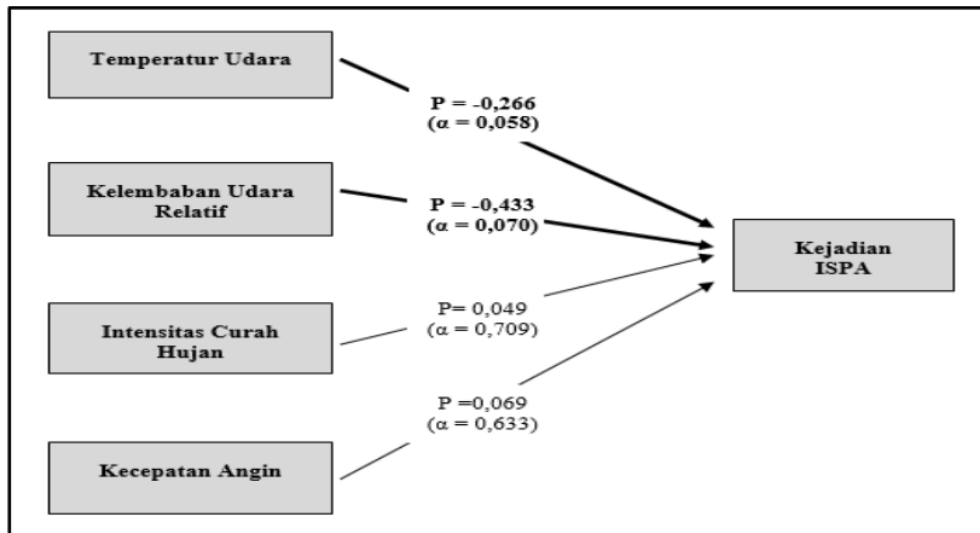 Temperatur Udara
P = -0,266
(α = 0,058)
Kelembaban Udara
Relatif
P = -0,433
(α = 0,070)
Kejadian
ISPA
Intensitas Curah
Hujan
P= 0,049
(α = 0,709)
P =0,069
(α = 0,633)
Kecepatan Angin